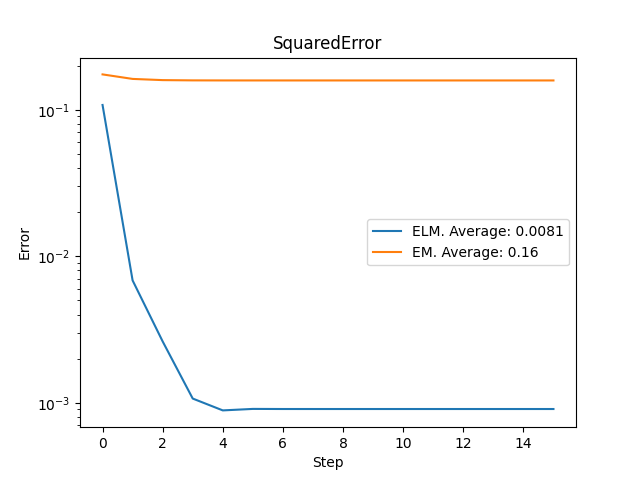 SquaredError
10⁻¹
10⁻²
10⁻³
Error
ELM. Average: 0.0081
EM. Average: 0.16
0 2 4 6 8 10 12 14
Step